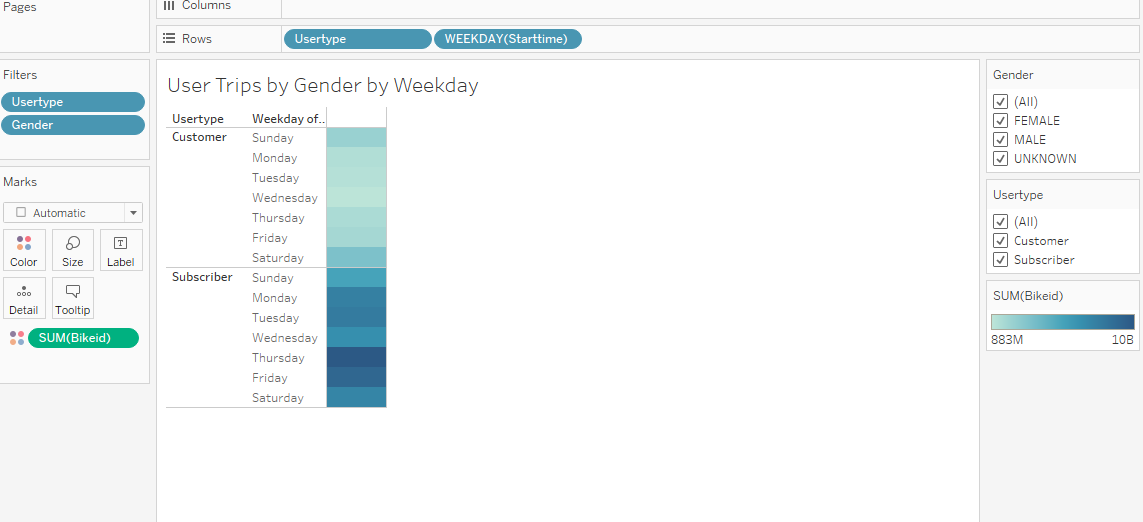 Pages
Columns
Rows
Usertype
WEEKDAY(Starttime)
Filters
Usertype
Gender
Marks
Automatic
Color
Size
Label
Detail
Tooltip
SUM(Bikeid)
User Trips by Gender by Weekday
Usertype Weekday of..
Customer Sunday
Monday
Tuesday
Wednesday
Thursday
Friday
Saturday
Subscriber Sunday
Monday
Tuesday
Wednesday
Thursday
Friday
Saturday
Gender
(All)
FEMALE
MALE
UNKNOWN
Usertype
(All)
Customer
Subscriber
SUM(Bikeid)
883M 10B